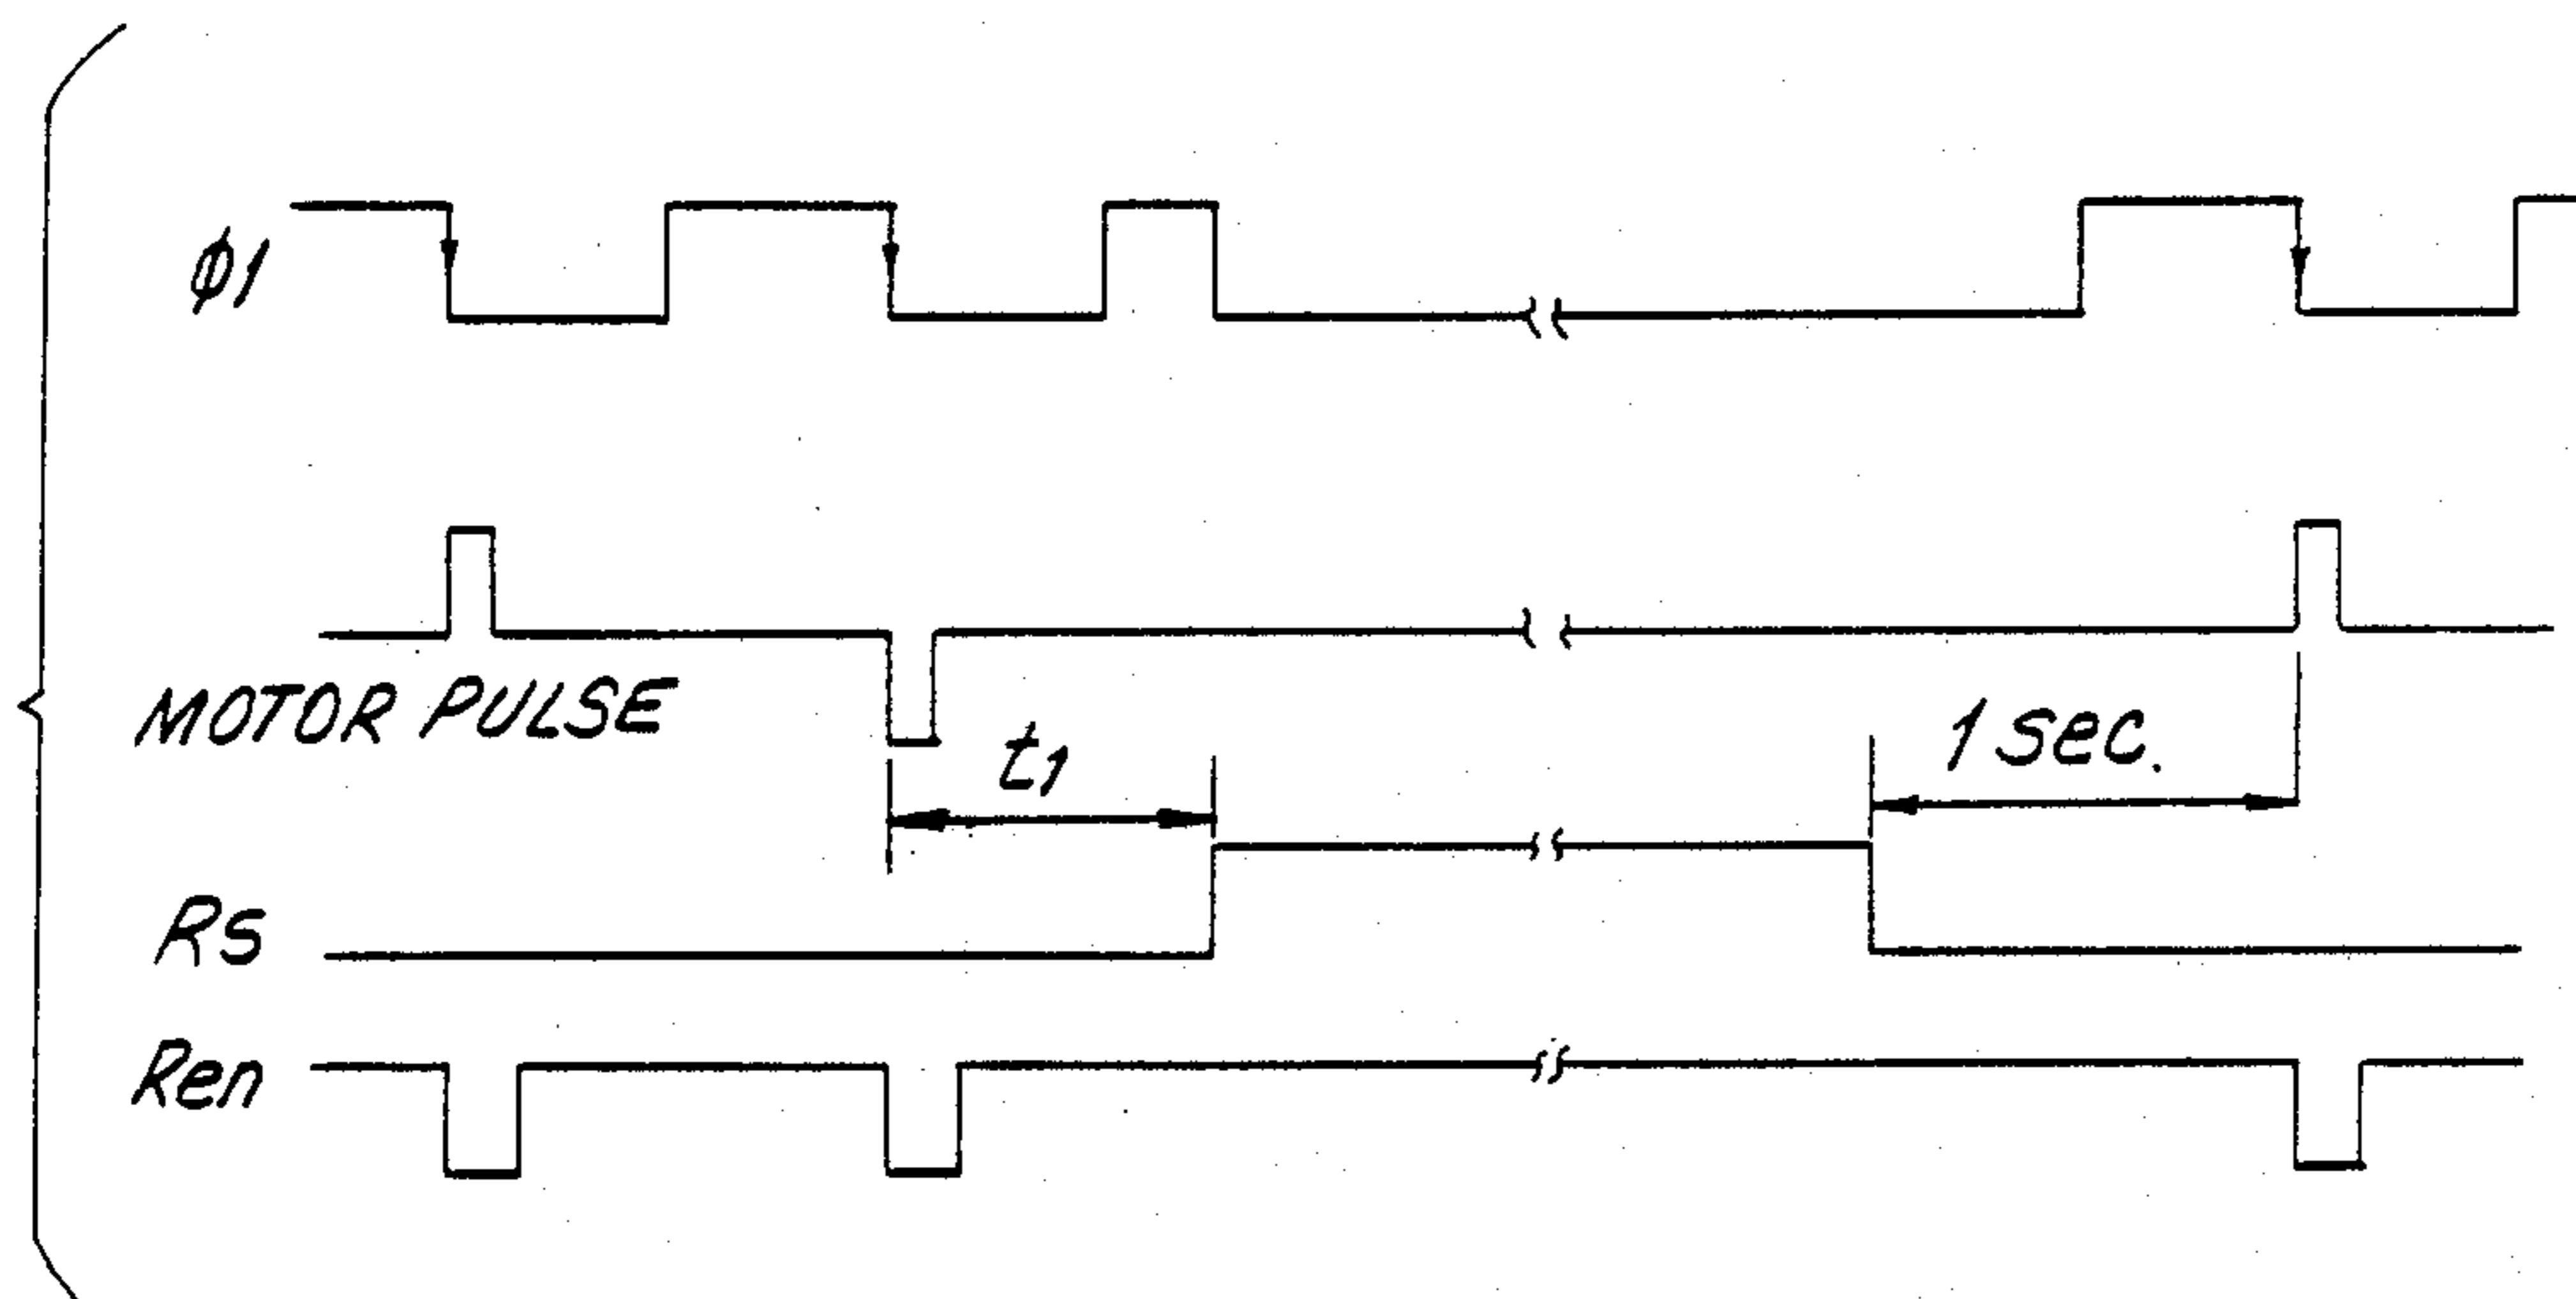 φ1
MOTOR PULSE
t1
1 sec.
Rs
Ren